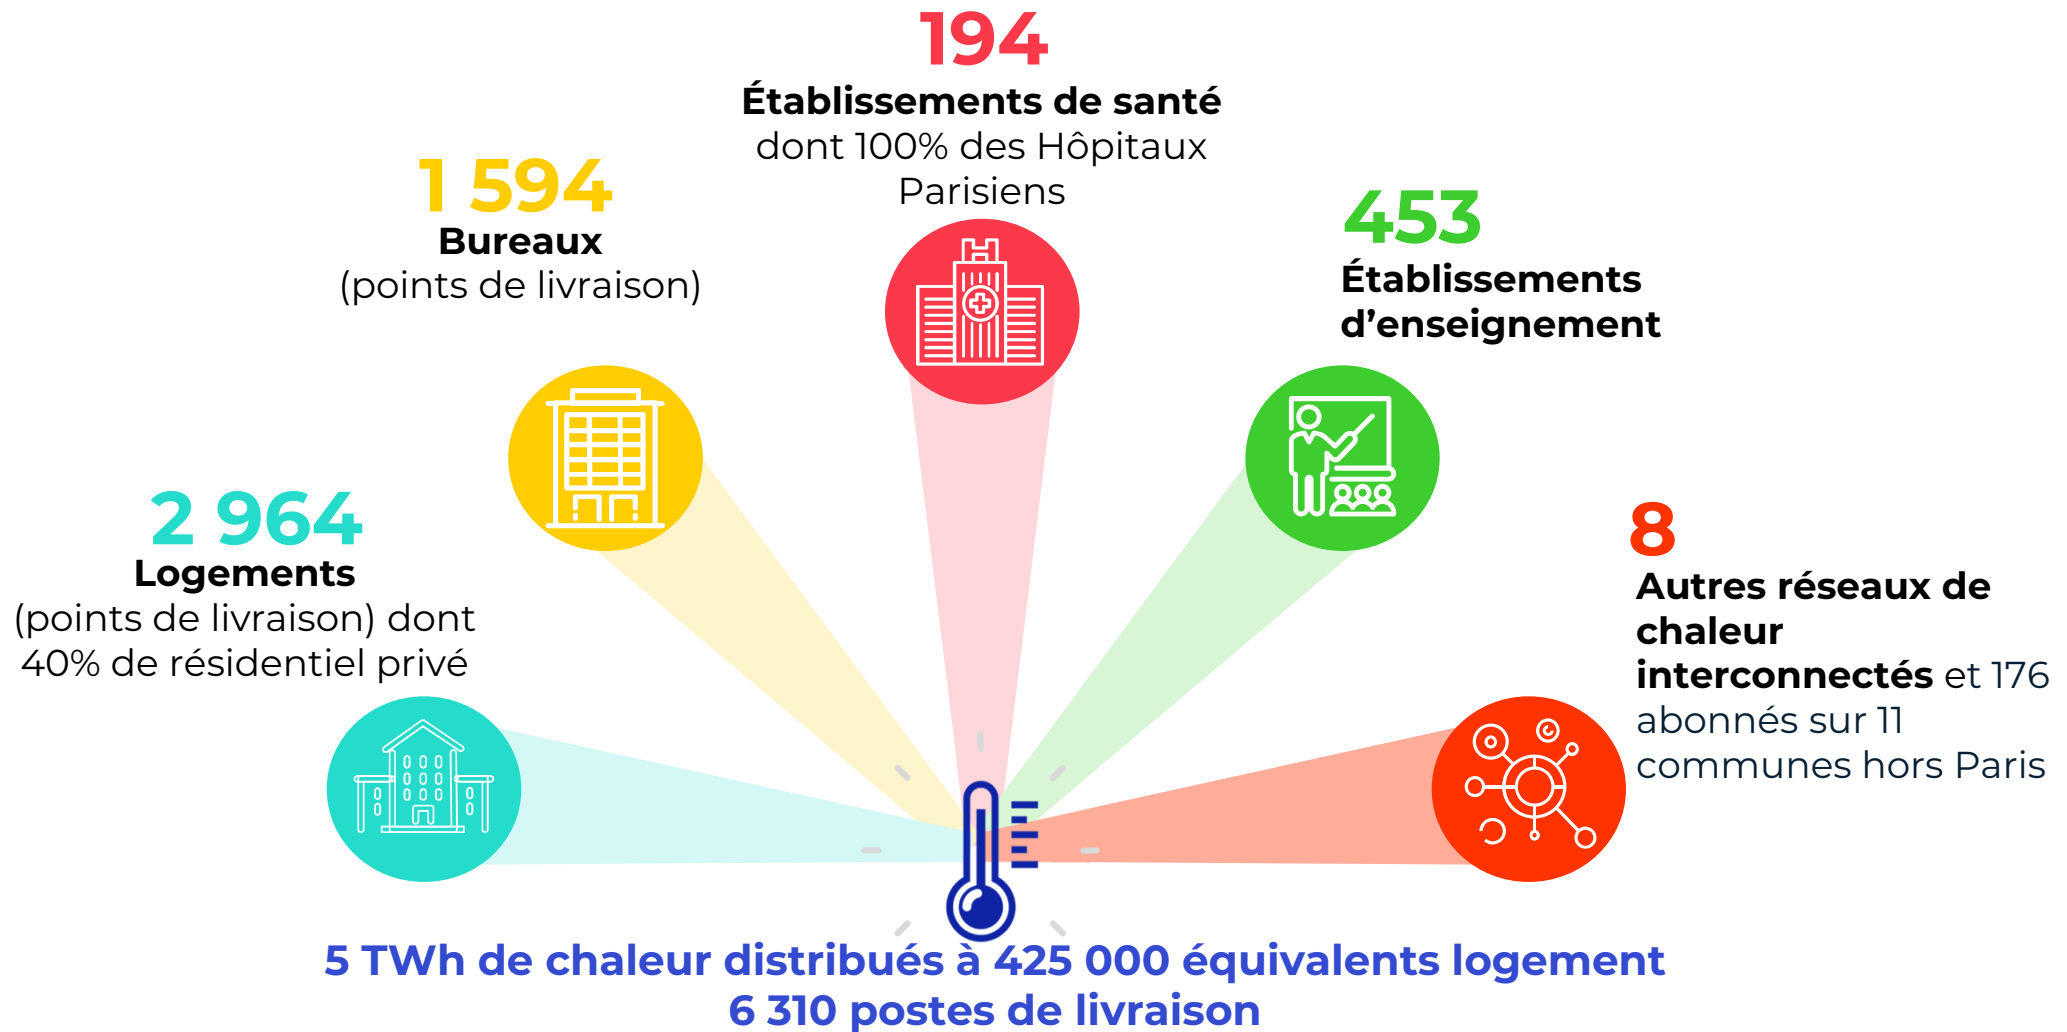 194
Établissements de santé
dont 100% des Hôpitaux
Parisiens
1 594
Bureaux
(points de livraison)
453
Établissements
d’enseignement
2 964
Logements
(points de livraison) dont
40% de résidentiel privé
8
Autres réseaux de
chaleur
interconnectés et 176
abonnés sur 11
communes hors Paris
5 TWh de chaleur distribués à 425 000 équivalents logement
6 310 postes de livraison